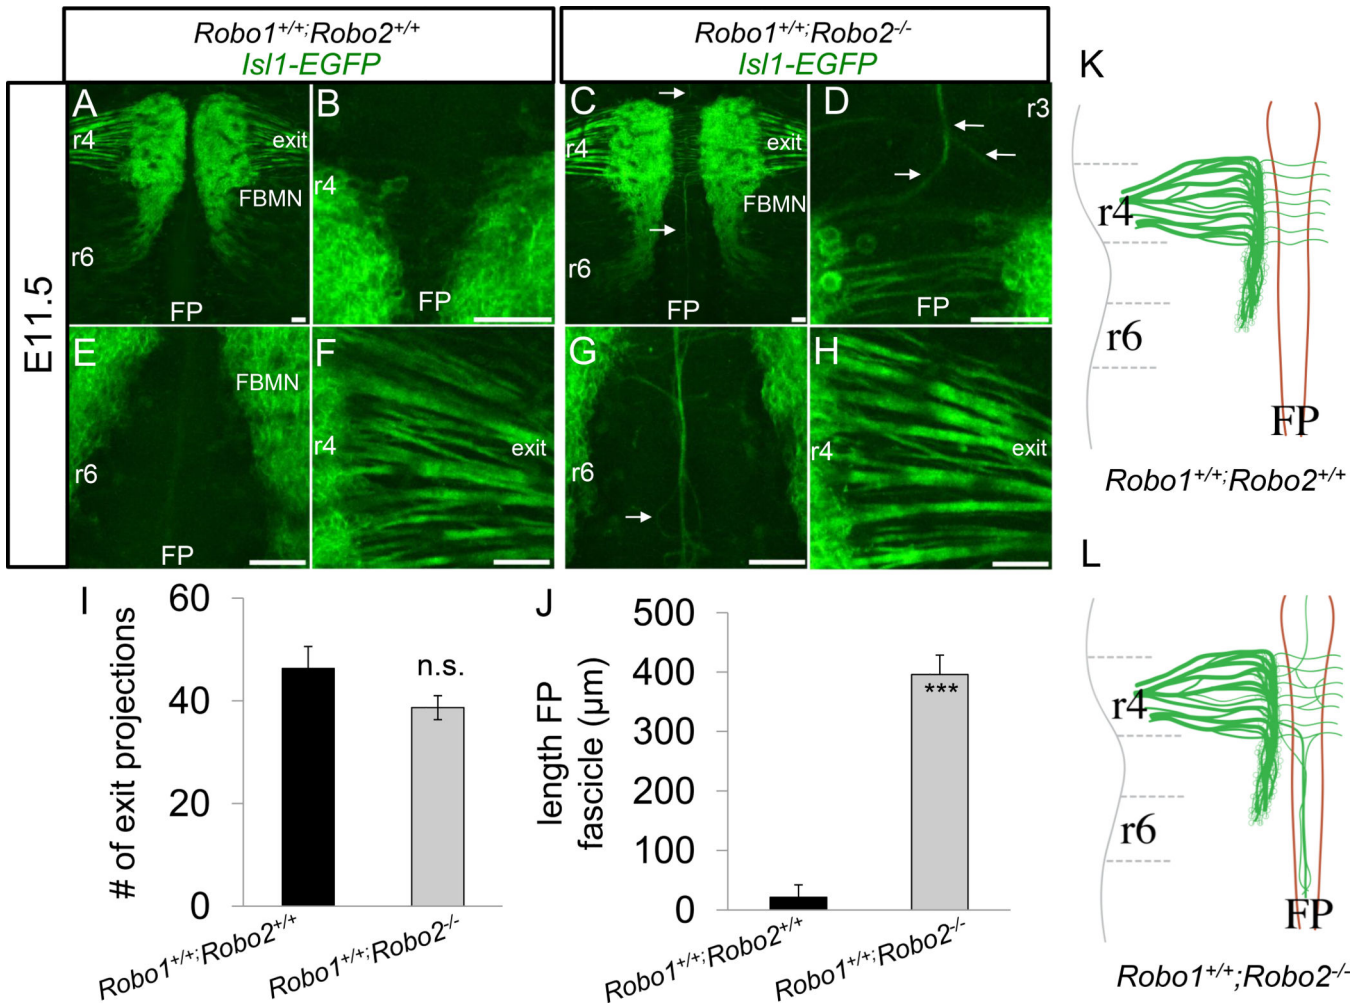 Robo1+/+;Robo2+/+
Isl1-EGFP
Robo1+/+;Robo2-/-
Isl1-EGFP
E11.5
A
r4
exit
FBMN
r6
FP
B
r4
FP
C
r4
exit
FBMN
r6
FP
D
r3
FP
E
FBMN
r6
FP
F
r4
exit
G
r6
H
r4
exit
I
# of exit projections
60
40
20
0
n.s.
Robo1+/+;Robo2+/+
Robo1+/+;Robo2-/-
J
length FP
fascicle (µm)
500
400
300
200
100
0
***
Robo1+/+;Robo2+/+
Robo1+/+;Robo2-/-
K
r4
r6
FP
Robo1+/+;Robo2+/+
L
r4
r6
FP
Robo1+/+;Robo2-/-